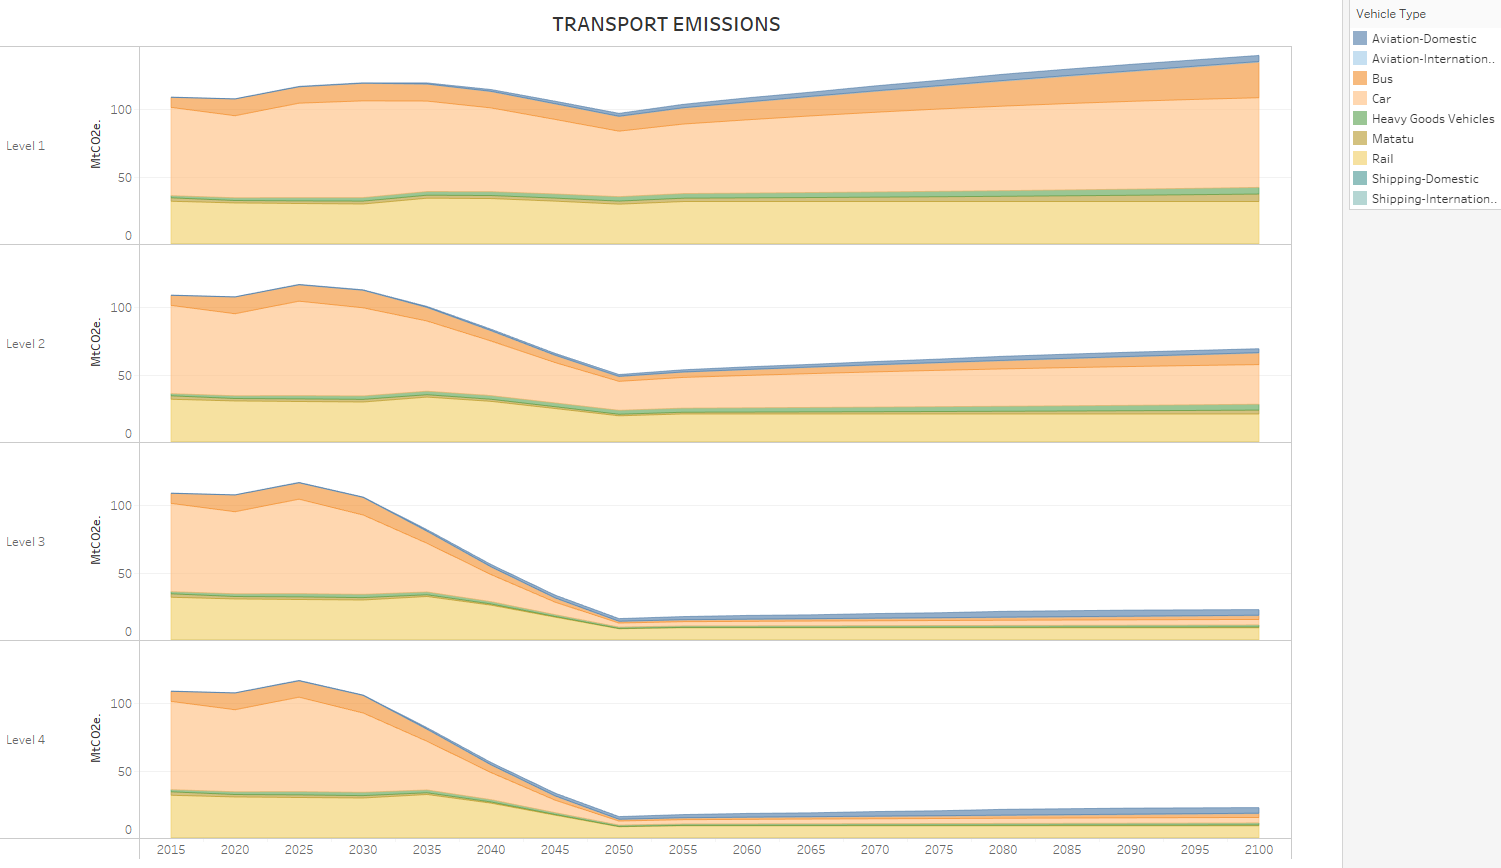 TRANSPORT EMISSIONS
Level 1
MtCO2e.
100
50
0
Level 2
MtCO2e.
100
50
0
Level 3
MtCO2e.
100
50
0
Level 4
MtCO2e.
100
50
0
2015 2020 2025 2030 2035 2040 2045 2050 2055 2060 2065 2070 2075 2080 2085 2090 2095 2100
Vehicle Type
Aviation-Domestic
Aviation-Internation..
Bus
Car
Heavy Goods Vehicles
Matatu
Rail
Shipping-Domestic
Shipping-Internation..